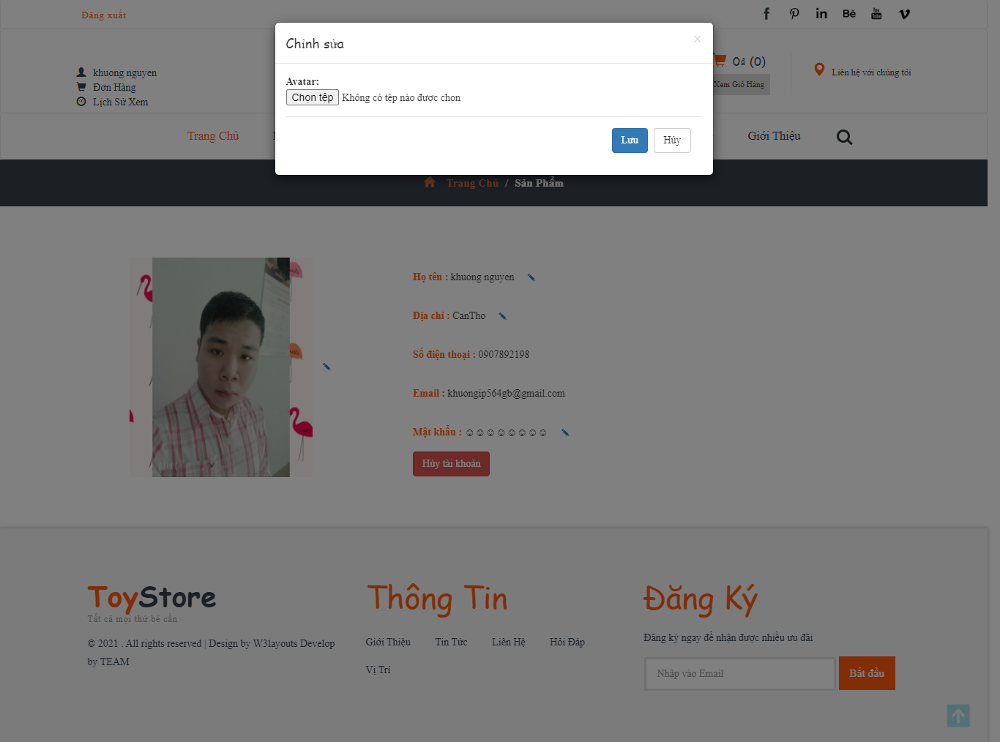 Đăng xuất
Bē
You
Tube
Chỉnh sửa
×
khuong nguyen
Đơn Hàng
Lịch Sử Xem
Avatar:
Chọn tệp Không có tệp nào được chọn
Lưu
Hủy
0₫ (0)
Xem Giỏ Hàng
Liên hệ với chúng tôi
Trang Chủ
Giới Thiệu
Trang Chủ / Sản Phẩm
Họ tên : khuong nguyen
Địa chỉ : CanTho
Số điện thoại : 0907892198
Email : khuongip564gb@gmail.com
Mật khẩu : ☺☺☺☺☺☺☺☺
Hủy tài khoản
ToyStore
Tất cả mọi thứ bé cần
© 2021 . All rights reserved | Design by W3layouts Develop
by TEAM
Thông Tin
Giới Thiệu Tin Tức Liên Hệ Hỏi Đáp
Vị Trí
Đăng Ký
Đăng ký ngay để nhận được nhiều ưu đãi
Nhập vào Email
Bắt đầu